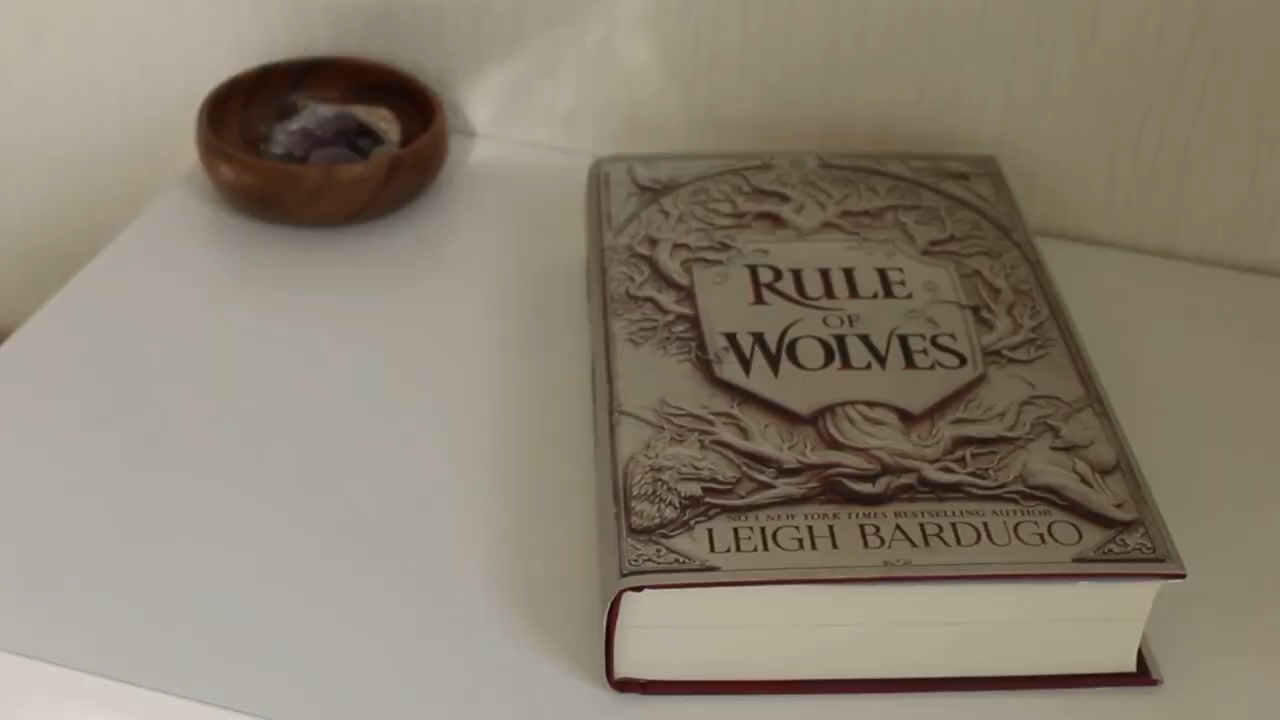 RULE
OF
WOLVES
NO. 1 NEW YORK TIMES BESTSELLING AUTHOR
LEIGH BARDUGO